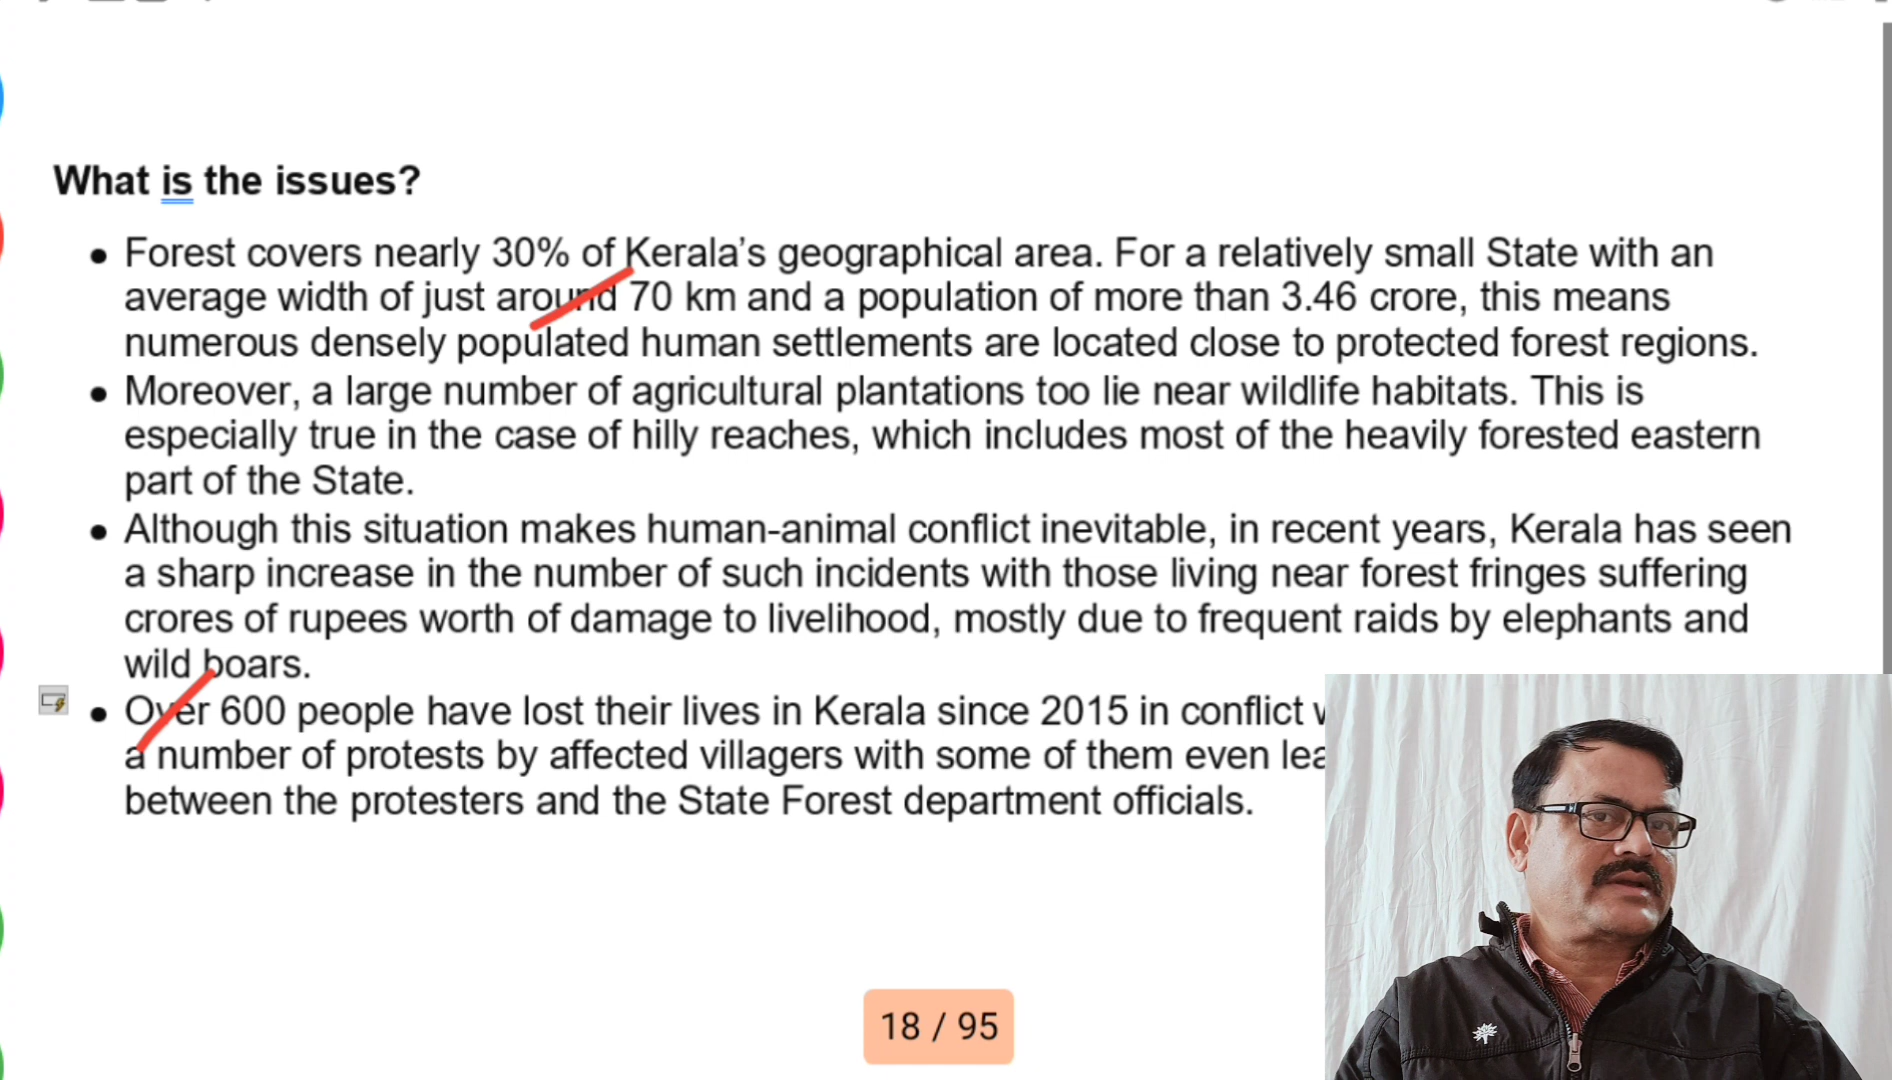 What is the issues?
● Forest covers nearly 30% of Kerala's geographical area. For a relatively small State with an
average width of just around 70 km and a population of more than 3.46 crore, this means
numerous densely populated human settlements are located close to protected forest regions.
● Moreover, a large number of agricultural plantations too lie near wildlife habitats. This is
especially true in the case of hilly reaches, which includes most of the heavily forested eastern
part of the State.
● Although this situation makes human-animal conflict inevitable, in recent years, Kerala has seen
a sharp increase in the number of such incidents with those living near forest fringes suffering
crores of rupees worth of damage to livelihood, mostly due to frequent raids by elephants and
wild boars.
● Over 600 people have lost their lives in Kerala since 2015 in conflict
a number of protests by affected villagers with some of them even
between the protesters and the State Forest department officials.
18 / 95